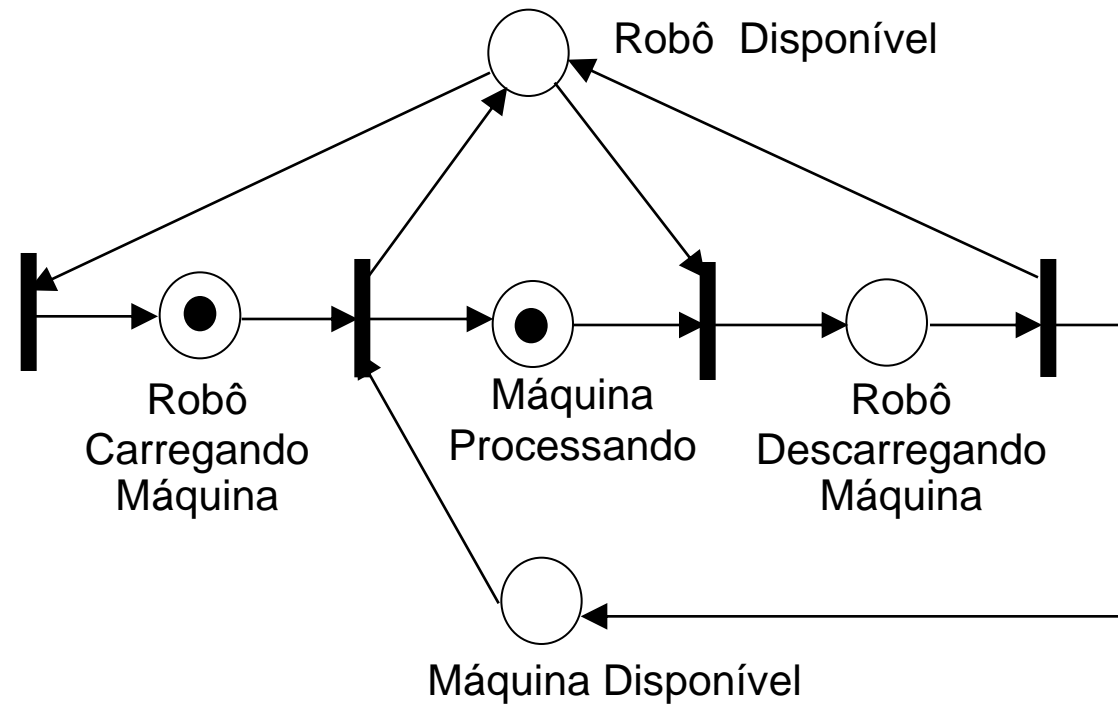 Robô Disponível
Robô
Carregando
Máquina
Máquina
Processando
Robô
Descarregando
Máquina
Máquina Disponível